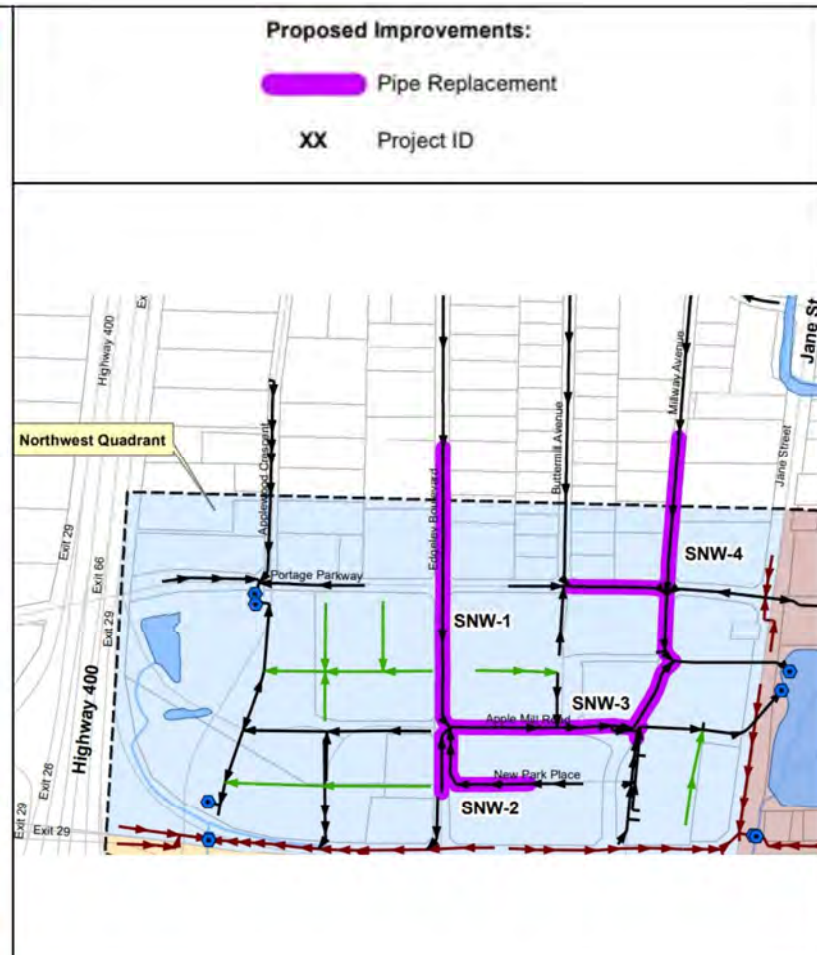 Proposed Improvements:
Pipe Replacement
XX Project ID
Highway 400
Ex
Jane St
Millway Avenue
Buttermill Avenue
Applewood Crescent
Edgeley Boulevard
Jane Street
Northwest Quadrant
Exit 29
Exit 66
Exit 29
Portage Parkway
SNW-4
SNW-1
SNW-3
Apple Mill Road
Highway 400
New Park Place
SNW-2
Exit 26
Exit 29
Exit 29